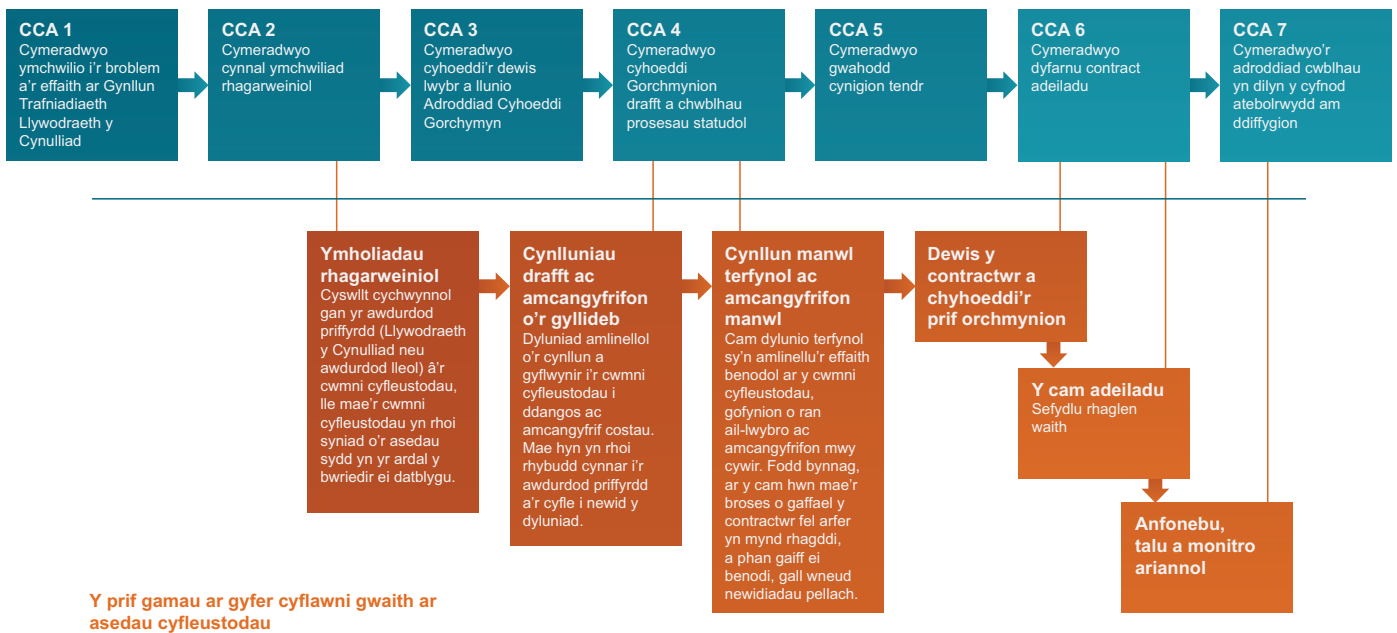 CCA 1
Cymeradwyo
ymchwilio i'r broblem
a'r effaith ar Gynllun
Trafniadiaeth
Llywodraeth y
Cynulliad
CCA 2
Cymeradwyo
cynnal ymchwiliad
rhagarweiniol
CCA 3
Cymeradwyo
cyhoeddi'r dewis
lwybr a llunio
Adroddiad Cyhoeddi
Gorchymyn
CCA 4
Cymeradwyo
cyhoeddi
Gorchmynion
drafft a chwblhau
prosesau statudol
CCA 5
Cymeradwyo
gwahodd
cynigion tendr
CCA 6
Cymeradwyo
dyfarnu contract
adeiladu
CCA 7
Cymeradwyo'r
adroddiad cwblhau
yn dilyn y cyfnod
atebolrwydd am
ddiffygion
Ymholiadau
rhagarweiniol
Cyswllt cychwynnol
gan yr awdurdod
priffyrdd (Llywodraeth
y Cynulliad neu
awdurdod lleol) â'r
cwmni cyfleustodau,
lle mae'r cwmni
cyfleustodau yn rhoi
syniad o'r asedau
sydd yn yr ardal y
bwriedir ei datblygu.
Cynlluniau
drafft ac
amcangyfrifon
o'r gyllideb
Dyluniad amlinellol
o'r cynllun a
gyflwynir i'r cwmni
cyfleustodau i
ddangos ac
amcangyfrif costau.
Mae hyn yn rhoi
rhybudd cynnar i'r
awdurdod priffyrdd
a'r cyfle i newid y
dyluniad.
Cynllun manwl
terfynol ac
amcangyfrifon
manwl
Cam dylunio terfynol
sy'n amlinellu'r effaith
benodol ar y cwmni
cyfleustodau,
gofynion o ran
ail-lwybro ac
amcangyfrifon mwy
cywir. Fodd bynnag,
ar y cam hwn mae'r
broses o gaffael y
contractwr fel arfer
yn mynd rhagddi,
a phan gaiff ei
benodi, gall wneud
newidiadau pellach.
Dewis y
contractwr a
chyhoeddi'r
prif orchmynion
Y cam adeiladu
Sefydlu rhaglen
waith
Anfonebu,
talu a monitro
ariannol
Y prif gamau ar gyfer cyflawni gwaith ar
asedau cyfleustodau